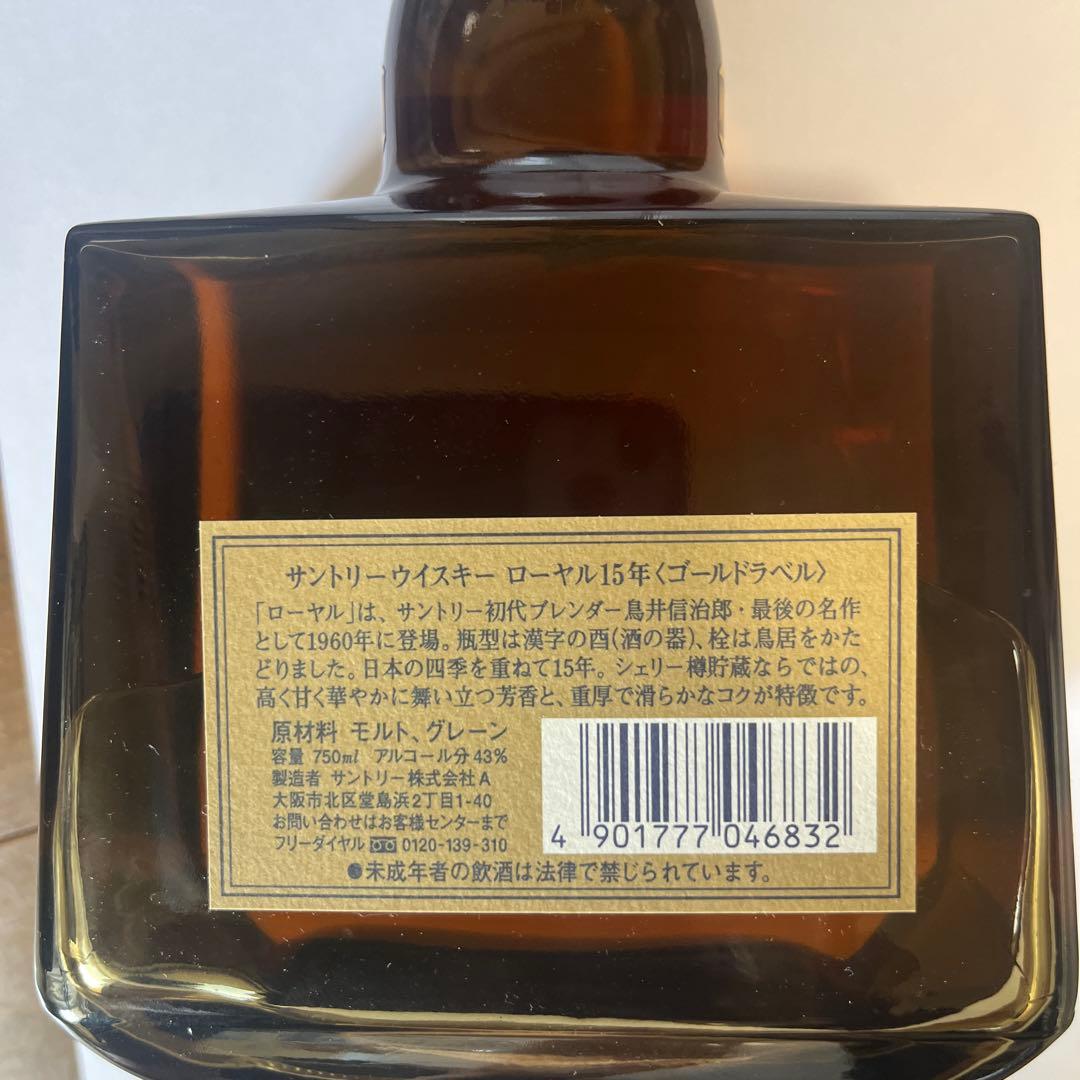 サントリーウイスキー ローヤル15年〈ゴールドラベル〉
「ローヤル」は、サントリー初代ブレンダー鳥井信治郎・最後の名作
として1960年に登場。瓶型は漢字の酉(酒の器)、栓は鳥居をかた
どりました。日本の四季を重ねて15年。シェリー樽貯蔵ならではの、
高く甘く華やかに舞い立つ芳香と、重厚で滑らかなコクが特徴です。
原材料 モルト、グレーン
容量 750ml アルコール分43%
製造者 サントリー株式会社A
大阪市北区堂島浜2丁目1-40
お問い合わせはお客様センターまで
フリーダイヤル 0120-139-310
4 901777 046832
●未成年者の飲酒は法律で禁じられています。